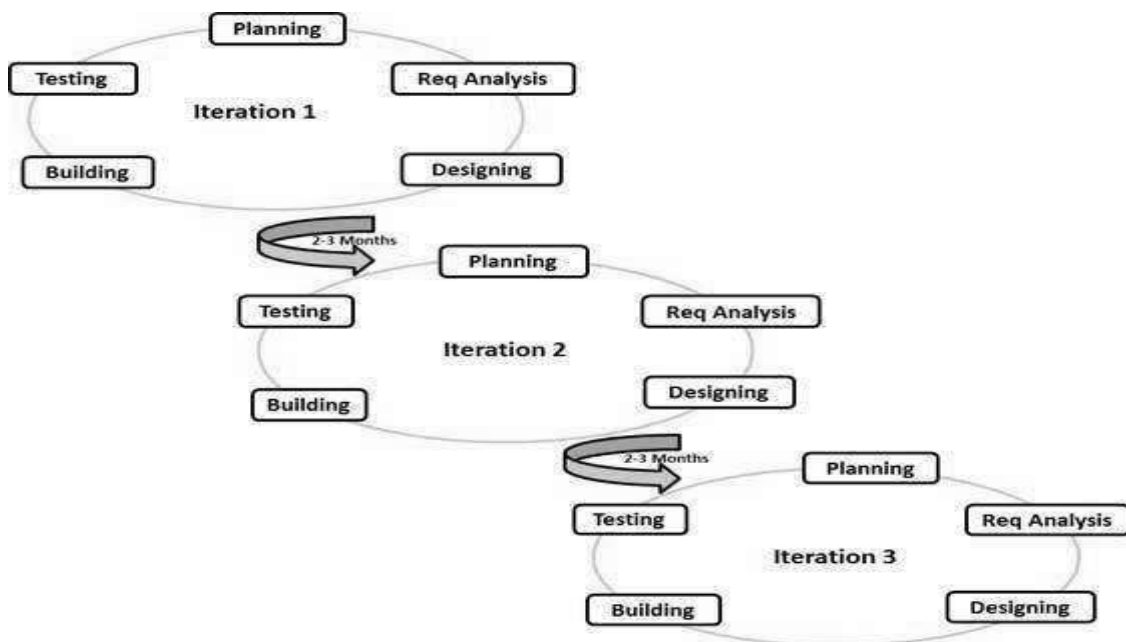 Planning
Testing
Req Analysis
Iteration 1
Building
Designing
2-3 Months
Planning
Testing
Req Analysis
Iteration 2
Building
Designing
2-3 Months
Planning
Testing
Req Analysis
Iteration 3
Building
Designing